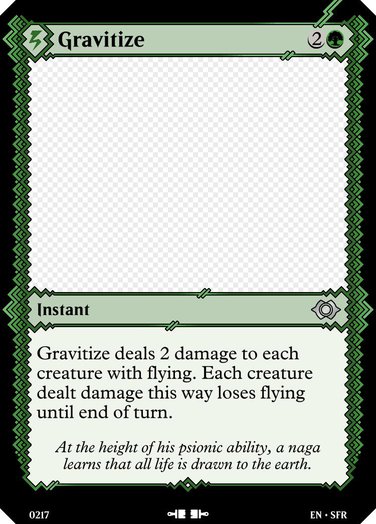 Gravitize 2
Instant
Gravitize deals 2 damage to each
creature with flying. Each creature
dealt damage this way loses flying
until end of turn.
At the height of his psionic ability, a naga
learns that all life is drawn to the earth.
0217 EN • SFR